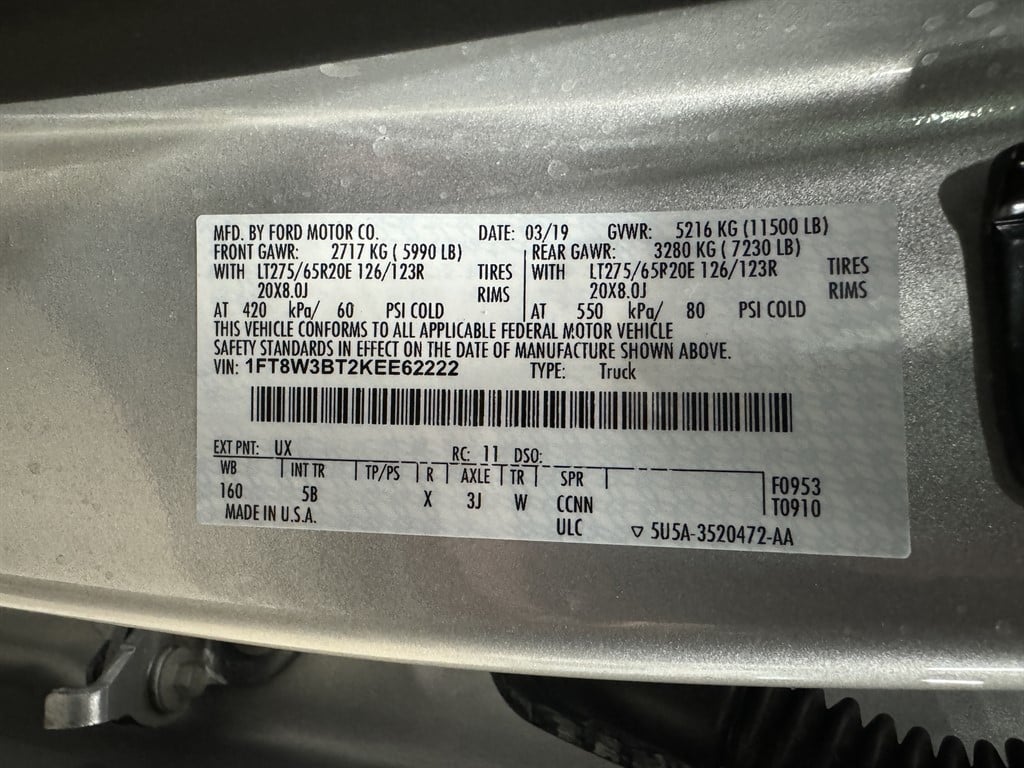 MFD. BY FORD MOTOR CO. DATE: 03/19 GVWR: 5216 KG (11500 LB)
FRONT GAWR: 2717 KG ( 5990 LB) REAR GAWR: 3280 KG ( 7230 LB)
WITH LT275/65R20E 126/123R TIRES WITH LT275/65R20E 126/123R TIRES
20X8.0J RIMS 20X8.0J RIMS
AT 420 kPa/ 60 PSI COLD AT 550 kPa/ 80 PSI COLD
THIS VEHICLE CONFORMS TO ALL APPLICABLE FEDERAL MOTOR VEHICLE
SAFETY STANDARDS IN EFFECT ON THE DATE OF MANUFACTURE SHOWN ABOVE.
VIN: 1FT8W3BT2KEE62222 TYPE: Truck
EXT PNT: UX RC: 11 DSO:
WB INT TR TP/PS R AXLE TR SPR
160 5B X 3J W CCNN F0953
MADE IN U.S.A. ULC T0910
▽ 5U5A-3520472-AA